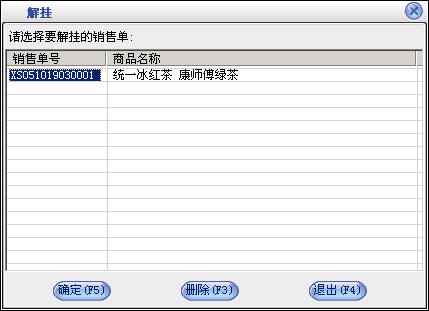 解挂
请选择要解挂的销售单:
销售单号 商品名称
XS051019030001 统一冰红茶 康师傅绿茶
确定(F5) 删除(F3) 退出(F4)